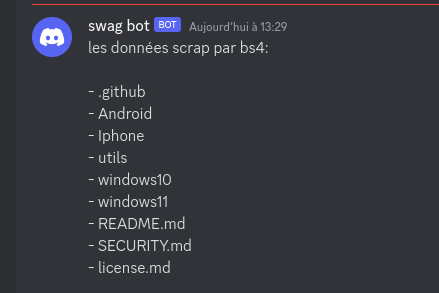 swag bot BOT Aujourd'hui à 13:29
les données scrap par bs4:
- .github
- Android
- Iphone
- utils
- windows10
- windows11
- README.md
- SECURITY.md
- license.md